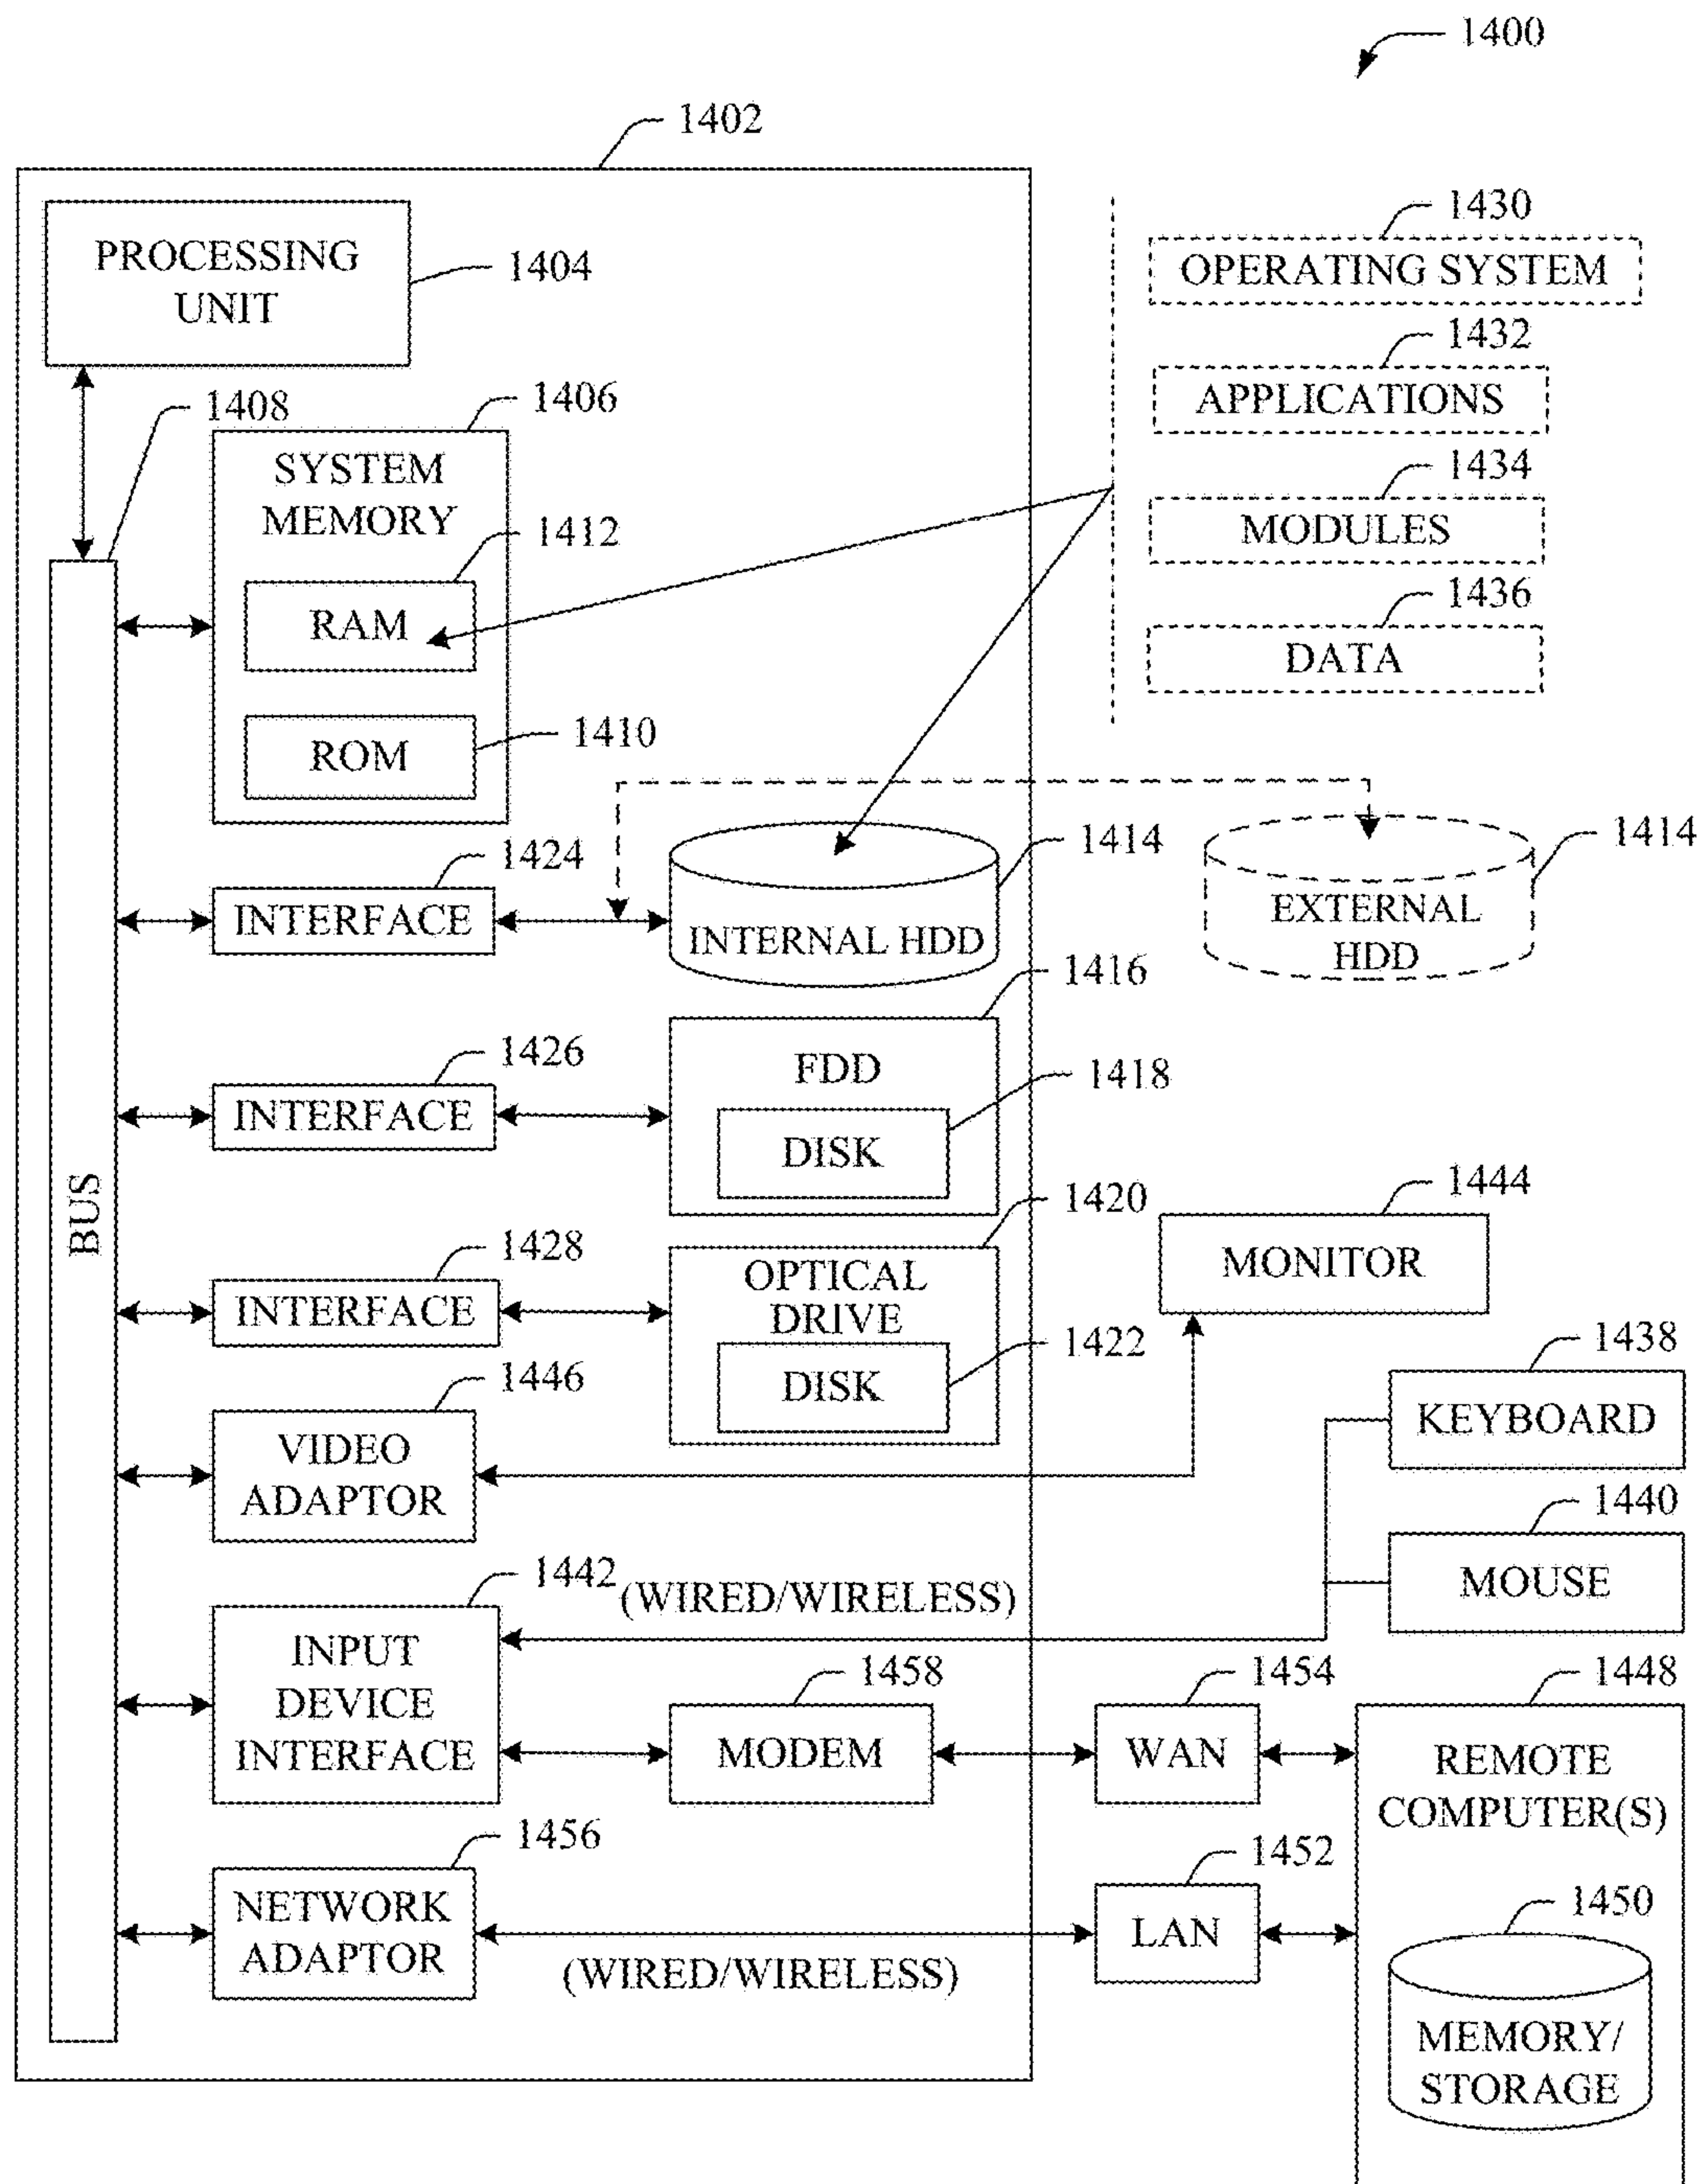 1400
1402
PROCESSING
UNIT
1404
1430
OPERATING SYSTEM
1432
APPLICATIONS
1434
MODULES
1436
DATA
1408
1406
SYSTEM
MEMORY
1412
RAM
1410
ROM
1424
INTERFACE
1414
INTERNAL HDD
1414
EXTERNAL
HDD
1426
INTERFACE
1416
FDD
1418
DISK
BUS
1428
INTERFACE
1420
OPTICAL
DRIVE
1422
DISK
1444
MONITOR
1446
VIDEO
ADAPTOR
1438
KEYBOARD
1440
MOUSE
1442
(WIRED/WIRELESS)
INPUT
DEVICE
INTERFACE
1458
MODEM
1454
WAN
1448
REMOTE
COMPUTER(S)
1456
NETWORK
ADAPTOR
(WIRED/WIRELESS)
1452
LAN
1450
MEMORY/
STORAGE